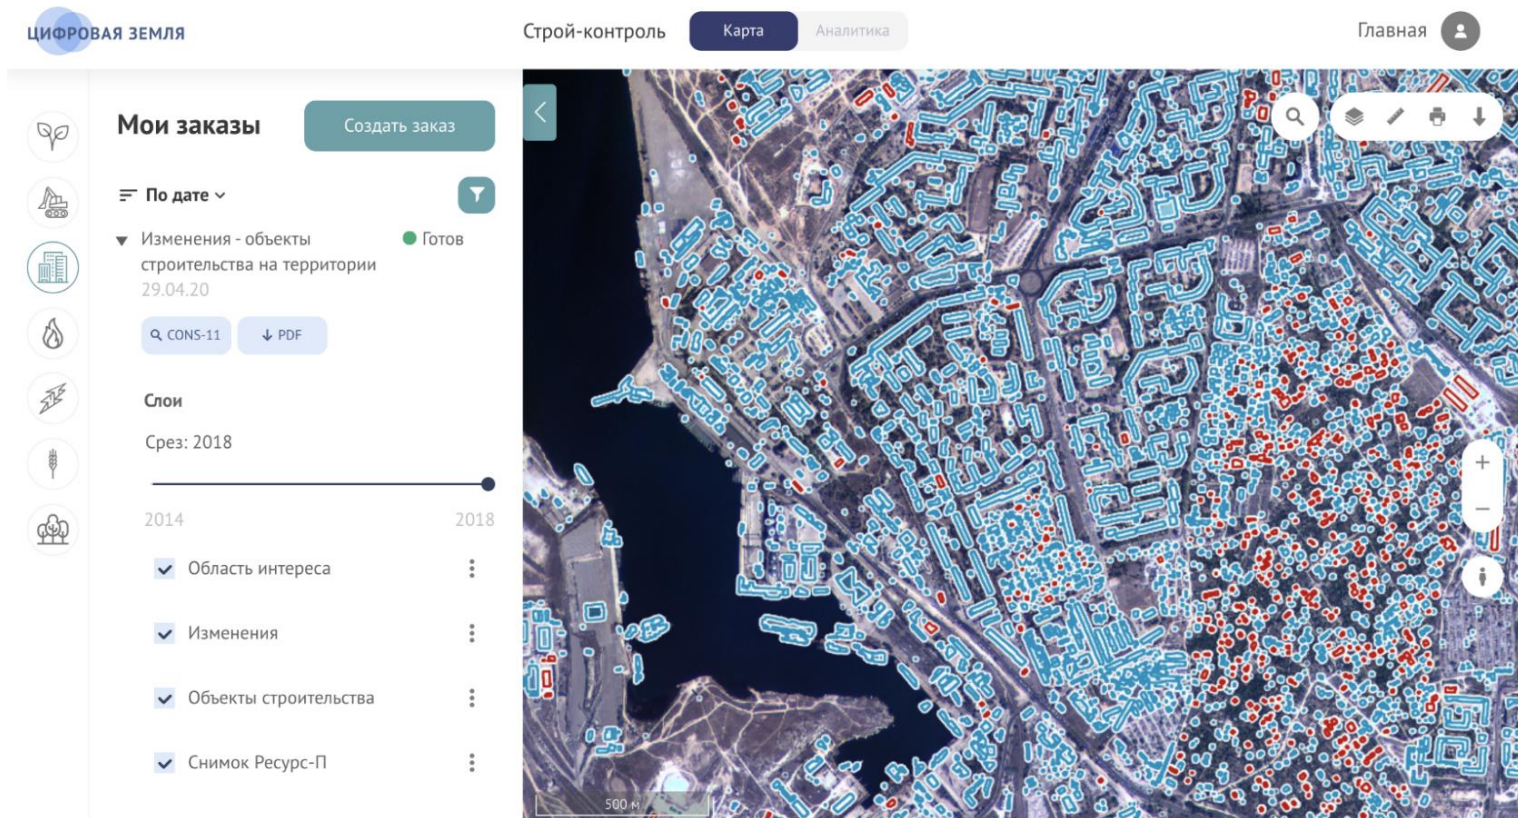 ЦИФРОВАЯ ЗЕМЛЯ
Строй-контроль
Карта
Аналитика
Главная
Мои заказы
Создать заказ
По дате
Изменения - объекты
строительства на территории
29.04.20
Готов
CONS-11
PDF
Слои
Срез: 2018
2014
2018
Область интереса
Изменения
Объекты строительства
Снимок Ресурс-П
500 м